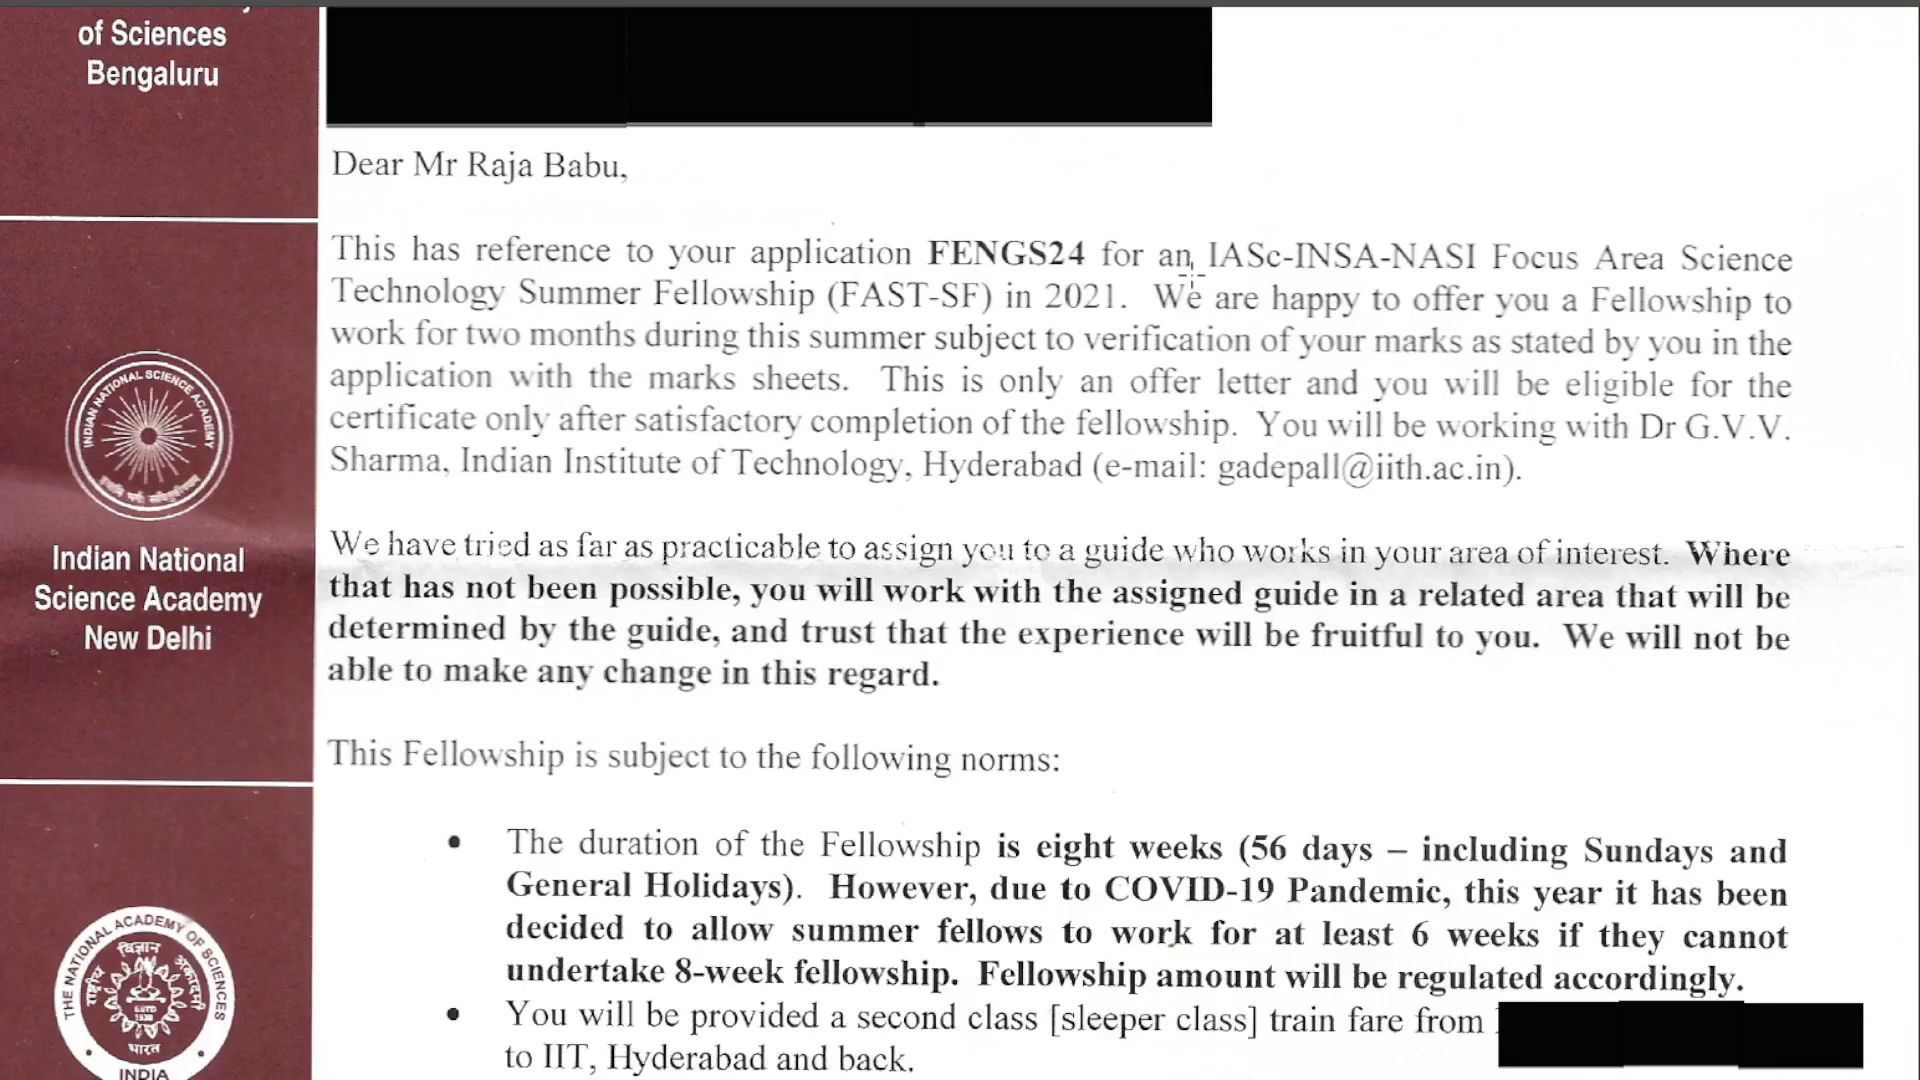 of Sciences
Bengaluru
Dear Mr Raja Babu,
This has reference to your application FENGS24 for an IASc-INSA-NASI Focus Area Science
Technology Summer Fellowship (FAST-SF) in 2021. We are happy to offer you a Fellowship to
work for two months during this summer subject to verification of your marks as stated by you in the
application with the marks sheets. This is only an offer letter and you will be eligible for the
certificate only after satisfactory completion of the fellowship. You will be working with Dr G.V.V.
Sharma, Indian Institute of Technology, Hyderabad (e-mail: gadepall@iith.ac.in).
INDIAN NATIONAL SCIENCE ACADEMY
Indian National
Science Academy
New Delhi
We have tried as far as practicable to assign you to a guide who works in your area of interest. Where
that has not been possible, you will work with the assigned guide in a related area that will be
determined by the guide, and trust that the experience will be fruitful to you. We will not be
able to make any change in this regard.
This Fellowship is subject to the following norms:
• The duration of the Fellowship is eight weeks (56 days – including Sundays and
General Holidays). However, due to COVID-19 Pandemic, this year it has been
decided to allow summer fellows to work for at least 6 weeks if they cannot
undertake 8-week fellowship. Fellowship amount will be regulated accordingly.
• You will be provided a second class [sleeper class] train fare from
to IIT, Hyderabad and back.
THE NATIONAL ACADEMY OF SCIENCES
INDIA
विज्ञान
राष्ट्रीय
अकादमी
भारत